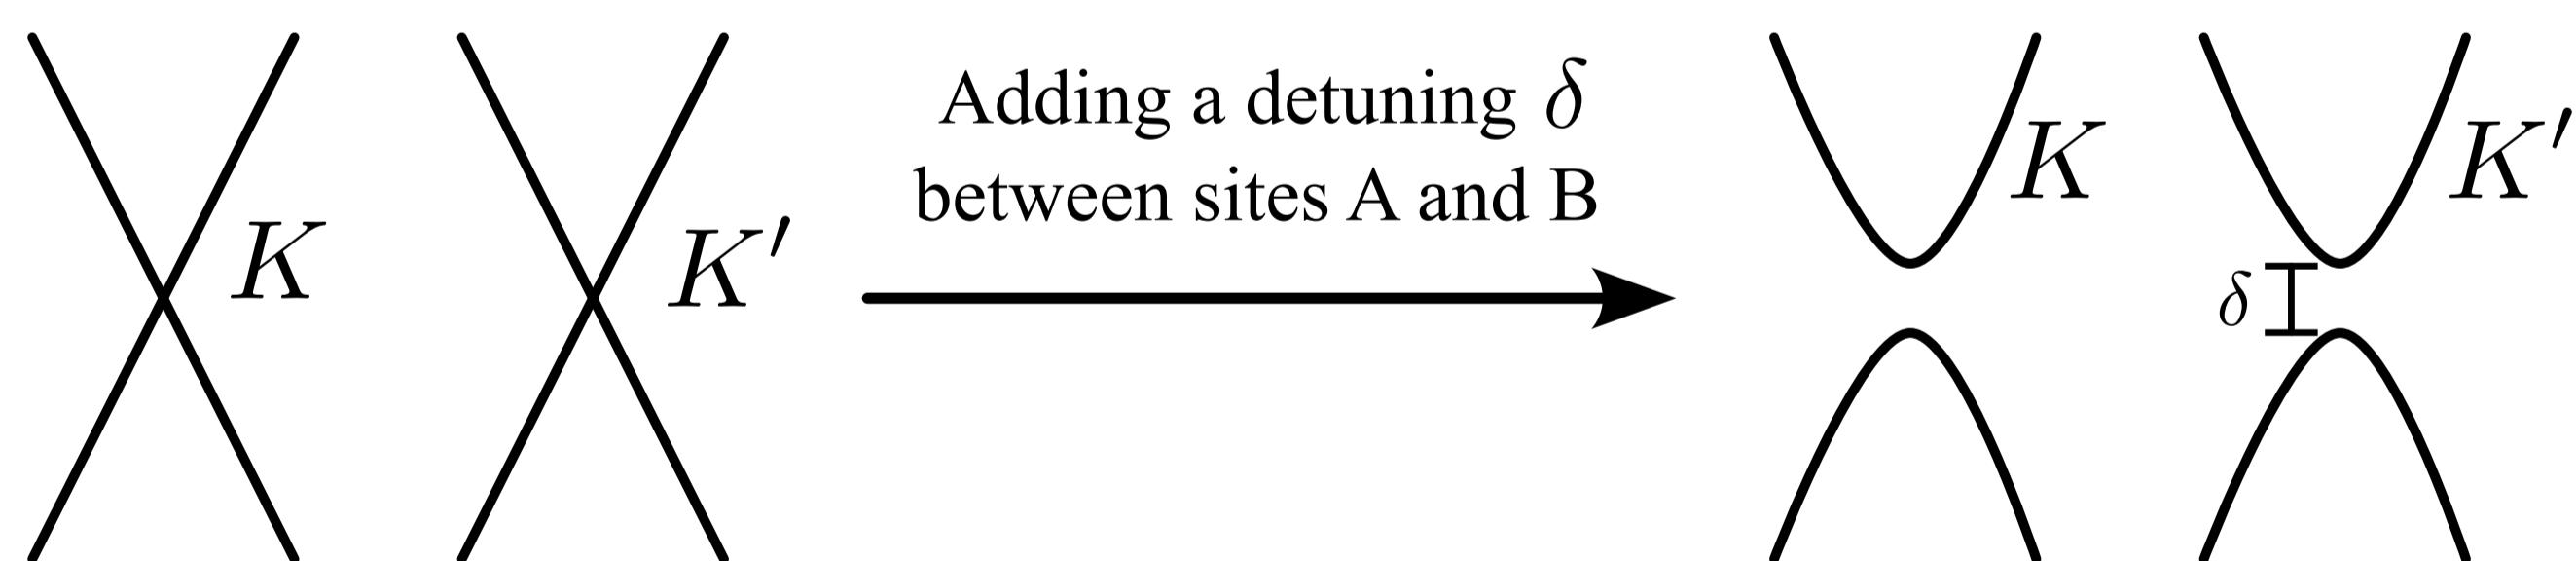 K
K′
Adding a detuning δ
between sites A and B
K
K′
δ